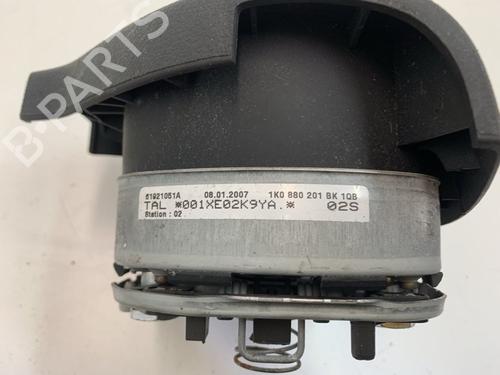 B-PARTS
61921051A 08.01.2007 1K0 880 201 BK 1QB
TAL *001XE02K9YA.* 02S
Station : 02